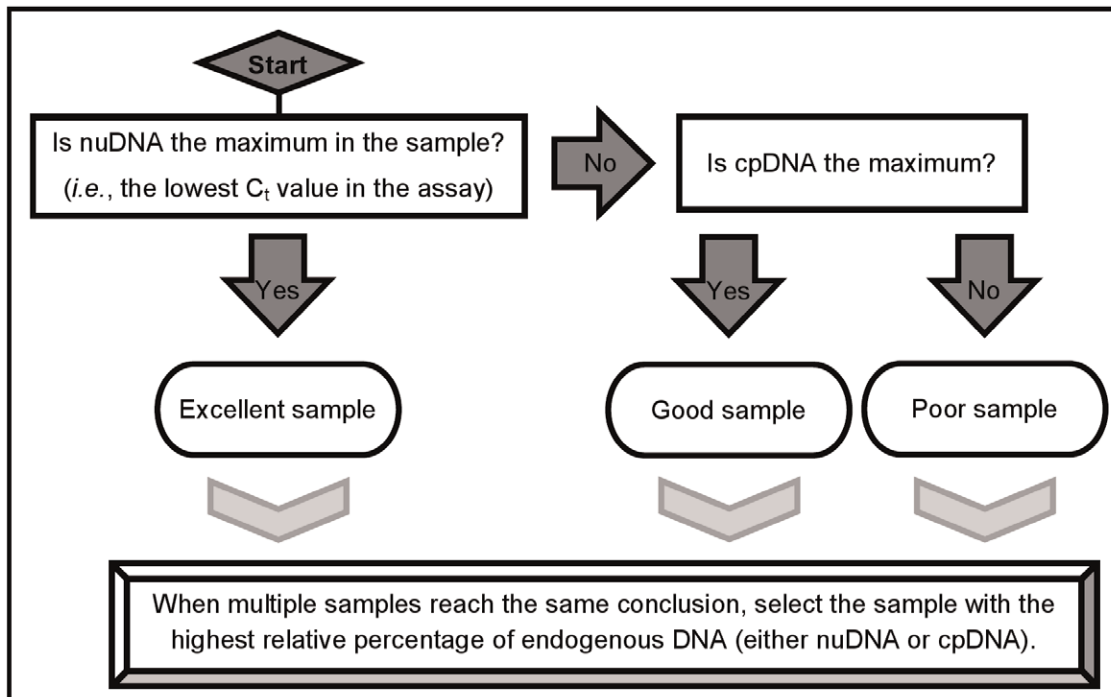 Start
Is nuDNA the maximum in the sample?
(i.e., the lowest Ct value in the assay)
No
Is cpDNA the maximum?
Yes
Yes
No
Excellent sample
Good sample
Poor sample
When multiple samples reach the same conclusion, select the sample with the
highest relative percentage of endogenous DNA (either nuDNA or cpDNA).